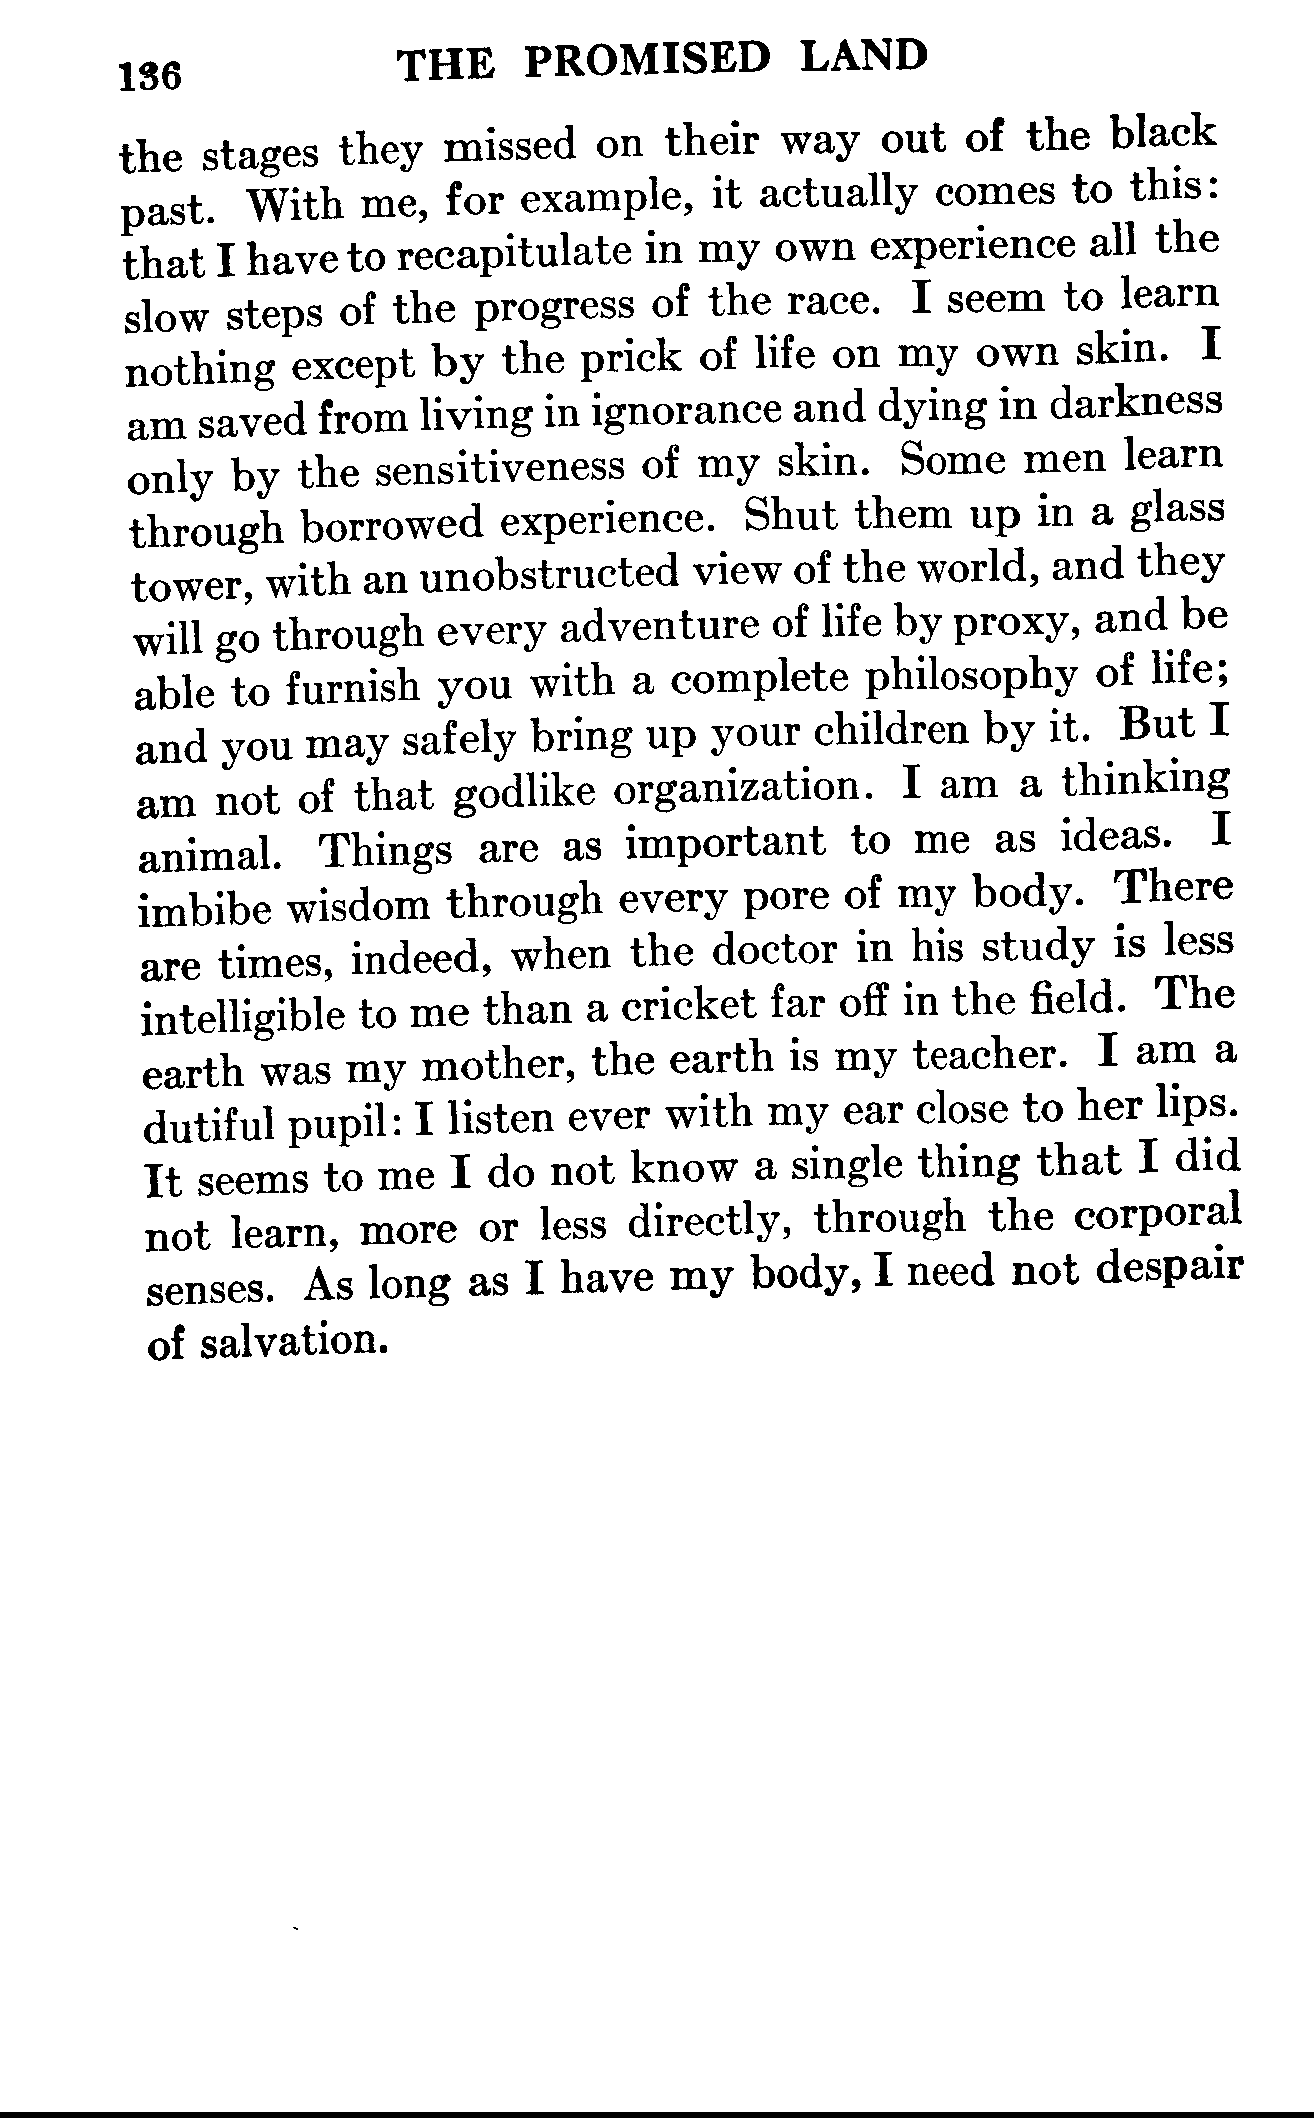 136 THE PROMISED LAND
the stages they missed on their way out of the black
past. With me, for example, it actually comes to this:
that I have to recapitulate in my own experience all the
slow steps of the progress of the race. I seem to learn
nothing except by the prick of life on my own skin. I
am saved from living in ignorance and dying in darkness
only by the sensitiveness of my skin. Some men learn
through borrowed experience. Shut them up in a glass
tower, with an unobstructed view of the world, and they
will go through every adventure of life by proxy, and be
able to furnish you with a complete philosophy of life;
and you may safely bring up your children by it. But I
am not of that godlike organization. I am a thinking
animal. Things are as important to me as ideas. I
imbibe wisdom through every pore of my body. There
are times, indeed, when the doctor in his study is less
intelligible to me than a cricket far off in the field. The
earth was my mother, the earth is my teacher. I am a
dutiful pupil: I listen ever with my ear close to her lips.
It seems to me I do not know a single thing that I did
not learn, more or less directly, through the corporal
senses. As long as I have my body, I need not despair
of salvation.